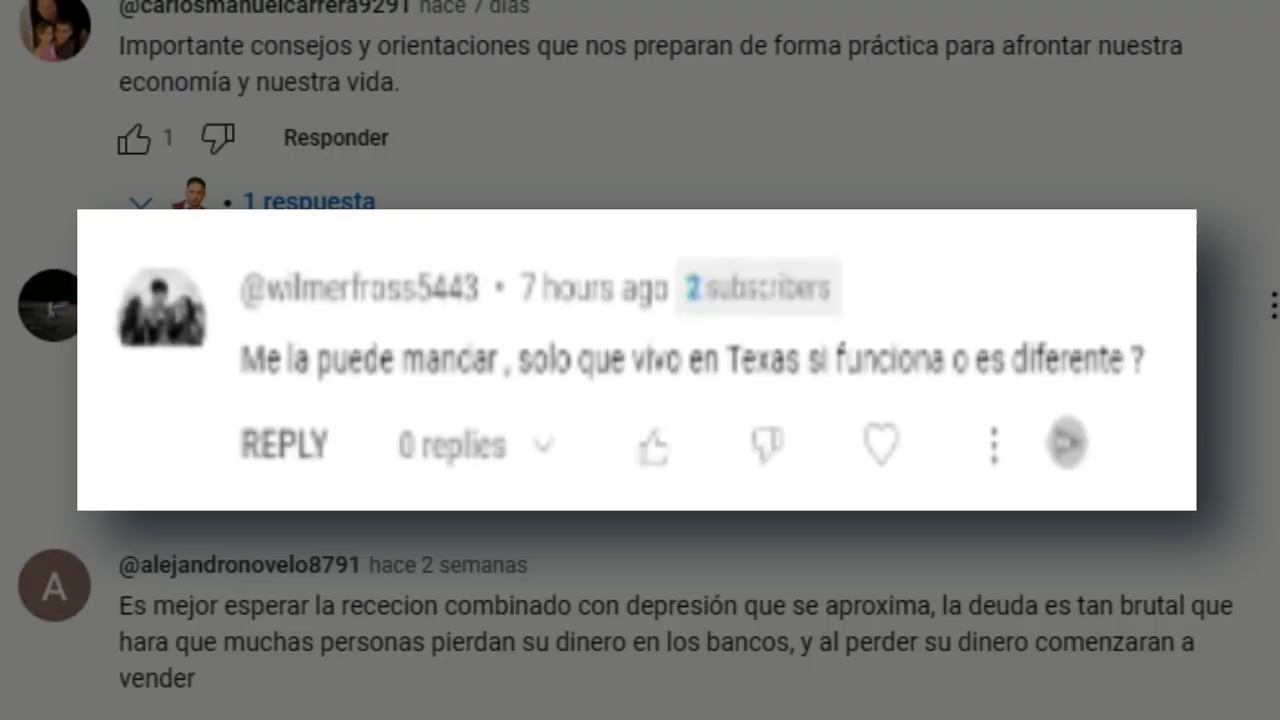 @carlosmanuelcarrera9291 hace 7 días
Importante consejos y orientaciones que nos preparan de forma práctica para afrontar nuestra
economía y nuestra vida.
1 Responder
• 1 respuesta
@wilmerfross5443 • 7 hours ago 2 subscribers
Me la puede mandar , solo que vivo en Texas si funciona o es diferente ?
REPLY 0 replies
A @alejandronovelo8791 hace 2 semanas
Es mejor esperar la rececion combinado con depresión que se aproxima, la deuda es tan brutal que
hara que muchas personas pierdan su dinero en los bancos, y al perder su dinero comenzaran a
vender